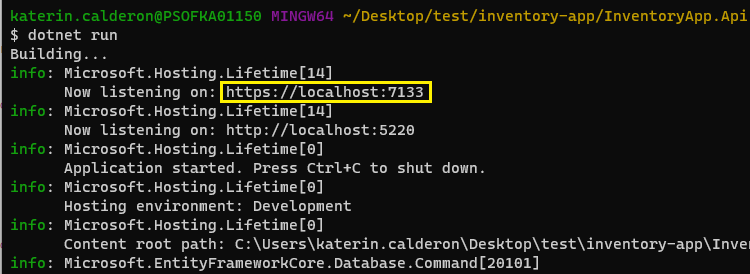 katerin.calderon@PSOFKA01150 MINGW64 ~/Desktop/test/inventory-app/InventoryApp.Api
$ dotnet run
Building...
info: Microsoft.Hosting.Lifetime[14]
Now listening on: https://localhost:7133
info: Microsoft.Hosting.Lifetime[14]
Now listening on: http://localhost:5220
info: Microsoft.Hosting.Lifetime[0]
Application started. Press Ctrl+C to shut down.
info: Microsoft.Hosting.Lifetime[0]
Hosting environment: Development
info: Microsoft.Hosting.Lifetime[0]
Content root path: C:\Users\katerin.calderon\Desktop\test\inventory-app\Inve
info: Microsoft.EntityFrameworkCore.Database.Command[20101]